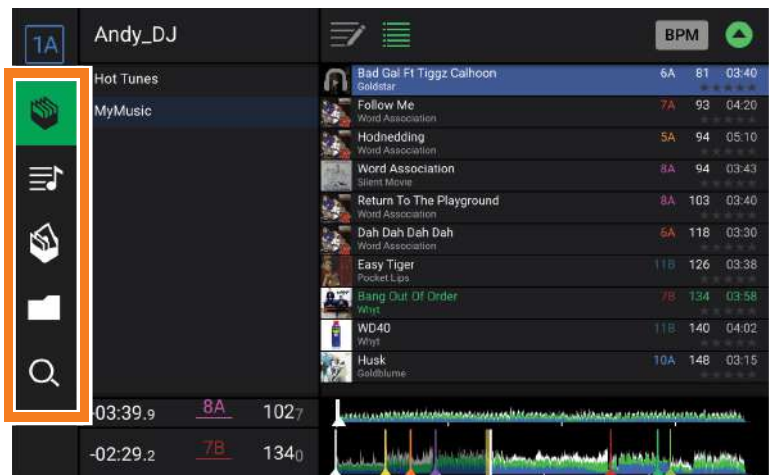 1A
Andy_DJ
BPM
Hot Tunes
MyMusic
Bad Gal Ft Tiggz Calhoon 6A 81 03:40
Goldstar
Follow Me 7A 93 04:20
Word Association
Hodnedding 5A 94 05:10
Word Association
Word Association 8A 94 03:43
Silent Movie
Return To The Playground 8A 103 03:40
Word Association
Dah Dah Dah Dah 6A 118 03:30
Word Association
Easy Tiger 11B 126 03:38
Pocket Lips
Bang Out Of Order 7B 134 03:58
Whyt
WD40 11B 140 04:02
Whyt
Husk 10A 148 03:15
Goldblume
-03:39.9 8A 1027
-02:29.2 7B 1340